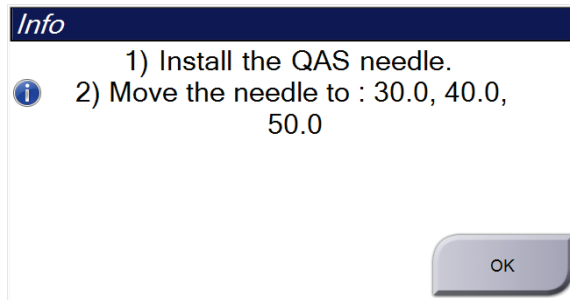 Info
1) Install the QAS needle.
2) Move the needle to : 30.0, 40.0,
50.0
OK